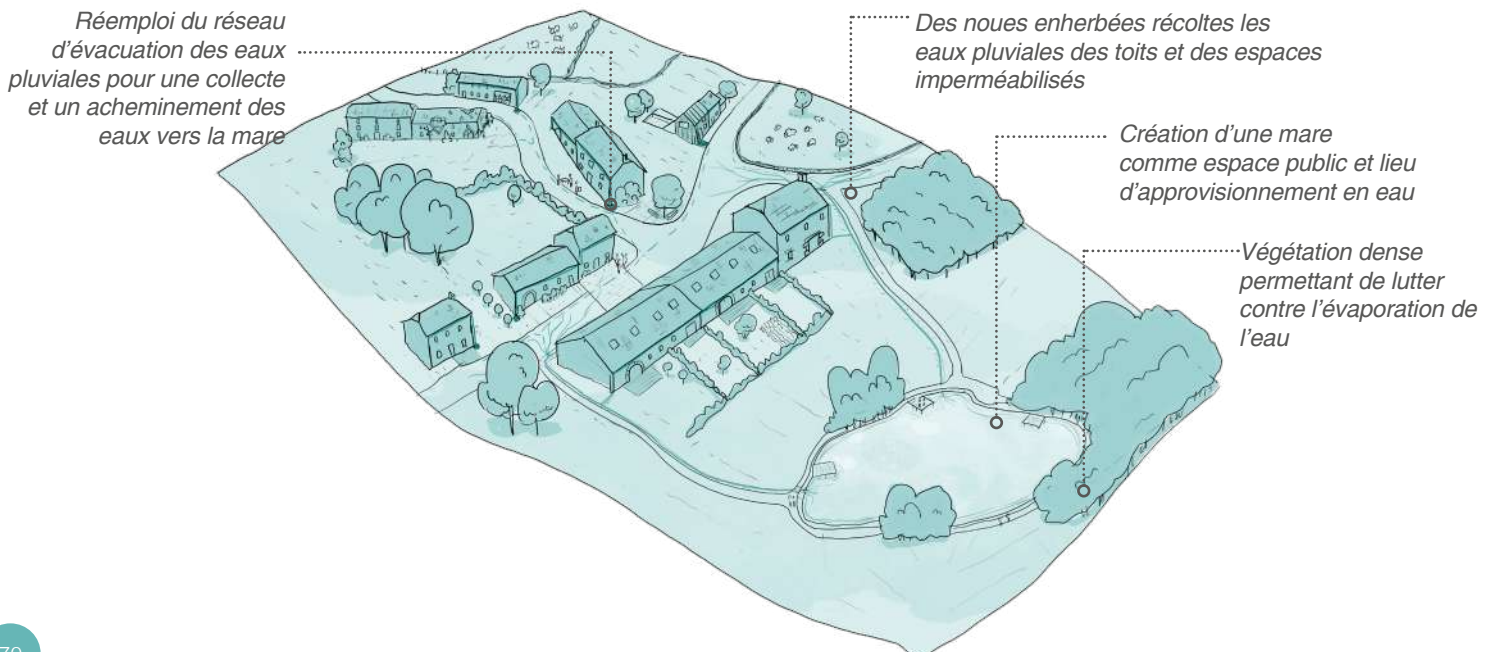 Réemploi du réseau
d'évacuation des eaux
pluviales pour une collecte
et un acheminement des
eaux vers la mare
Des noues enherbées récoltes les
eaux pluviales des toits et des espaces
imperméabilisés
Création d'une mare
comme espace public et lieu
d'approvisionnement en eau
Végétation dense
permettant de lutter
contre l'évaporation de
l'eau